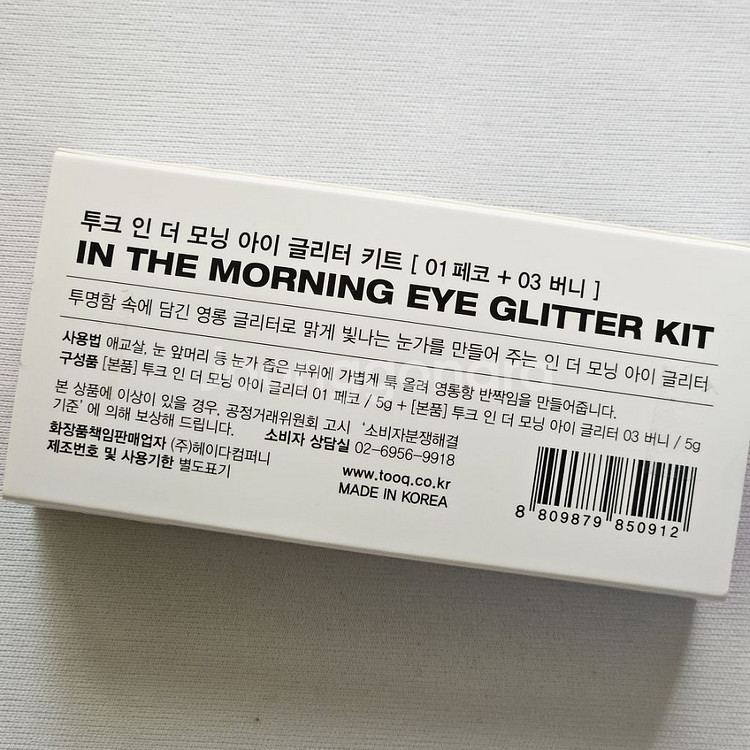 투크 인 더 모닝 아이 글리터 키트 [ 01 페코 + 03 버니 ]
IN THE MORNING EYE GLITTER KIT
투명함 속에 담긴 영롱 글리터로 맑게 빛나는 눈가를 만들어 주는 인 더 모닝 아이 글리터
사용법 애교살, 눈 앞머리 등 눈가 좁은 부위에 가볍게 톡 올려 영롱함 반짝임을 만들어줍니다.
구성품 [본품] 투크 인 더 모닝 아이 글리터 01 페코 / 5g + [본품] 투크 인 더 모닝 아이 글리터 03 버니 / 5g
본 상품에 이상이 있을 경우, 공정거래위원회 고시 ‘소비자분쟁해결
기준’ 에 의해 보상해 드립니다. 소비자 상담실 02-6956-9918
화장품책임판매업자 (주)헤이다컴퍼니
제조번호 및 사용기한 별도표기
www.tooq.co.kr
MADE IN KOREA
8 809879 850912
joonggonara